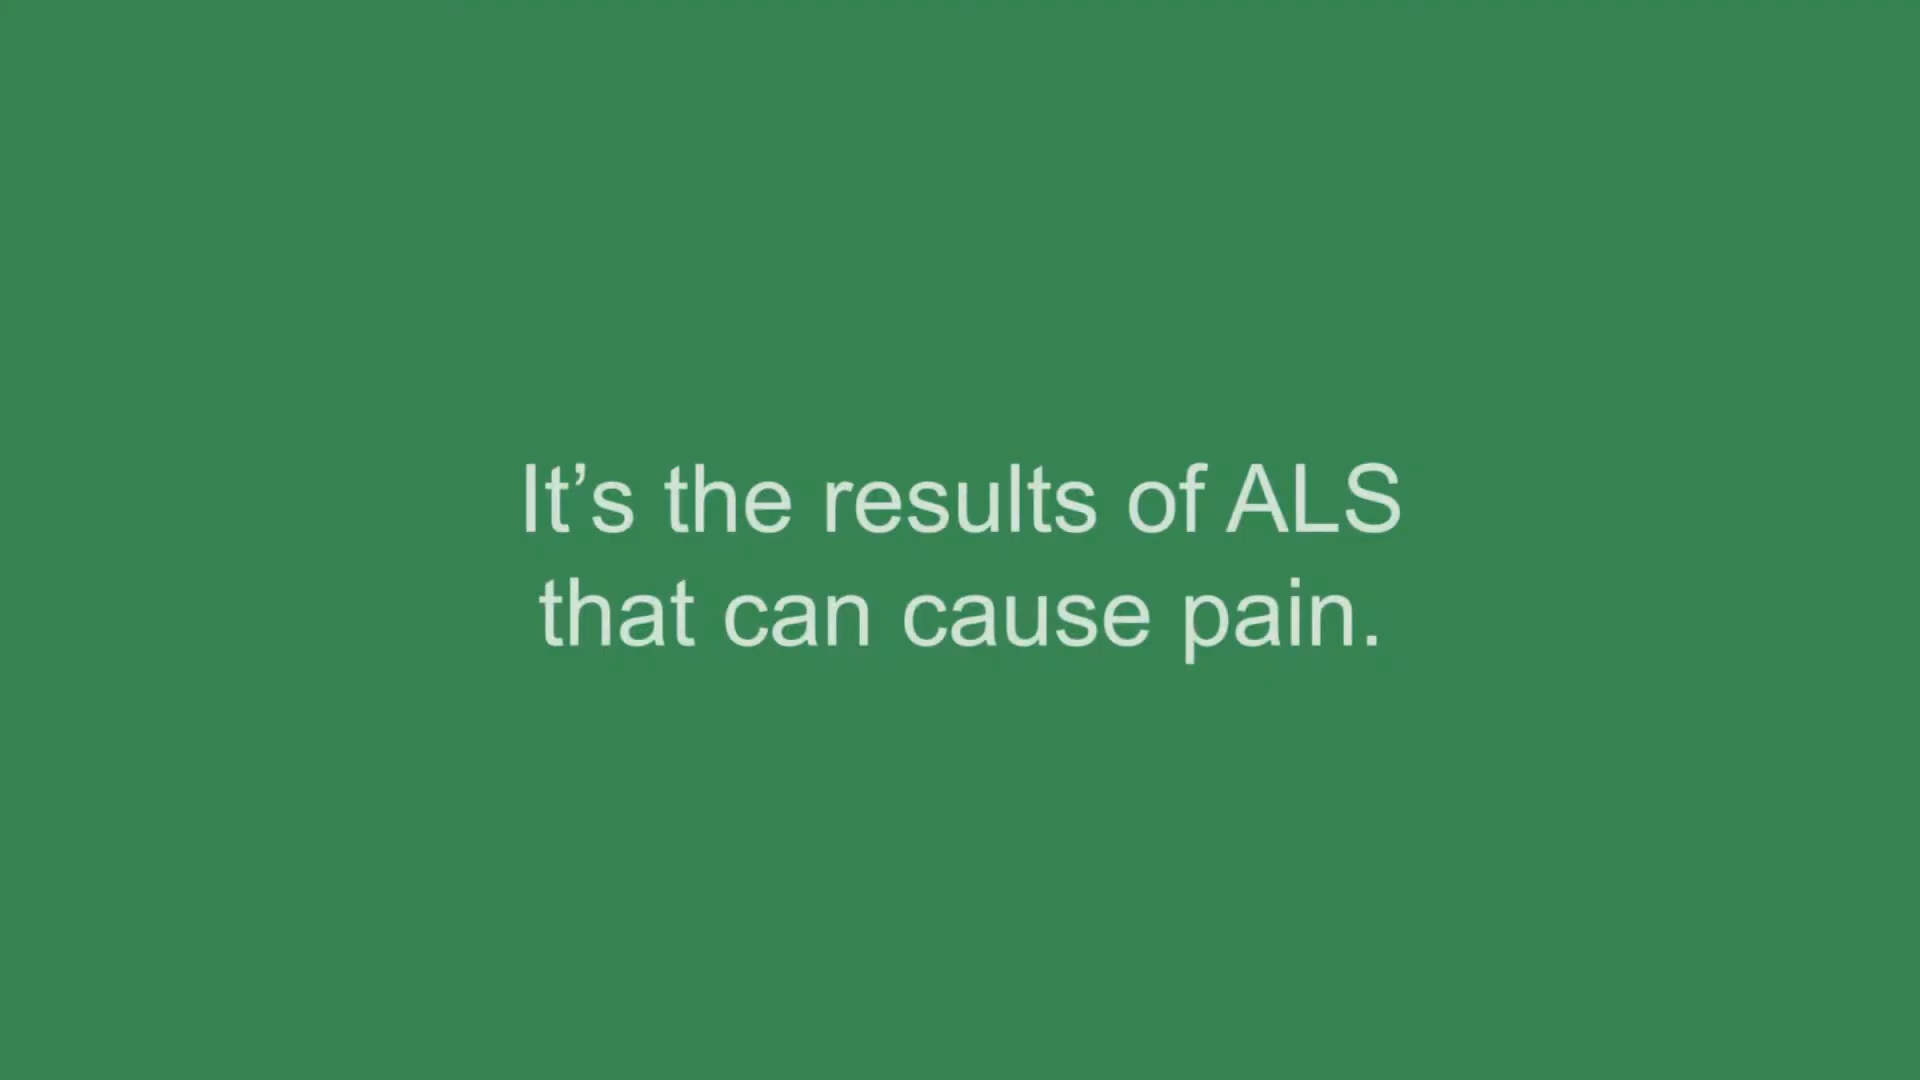 It’s the results of ALS
that can cause pain.